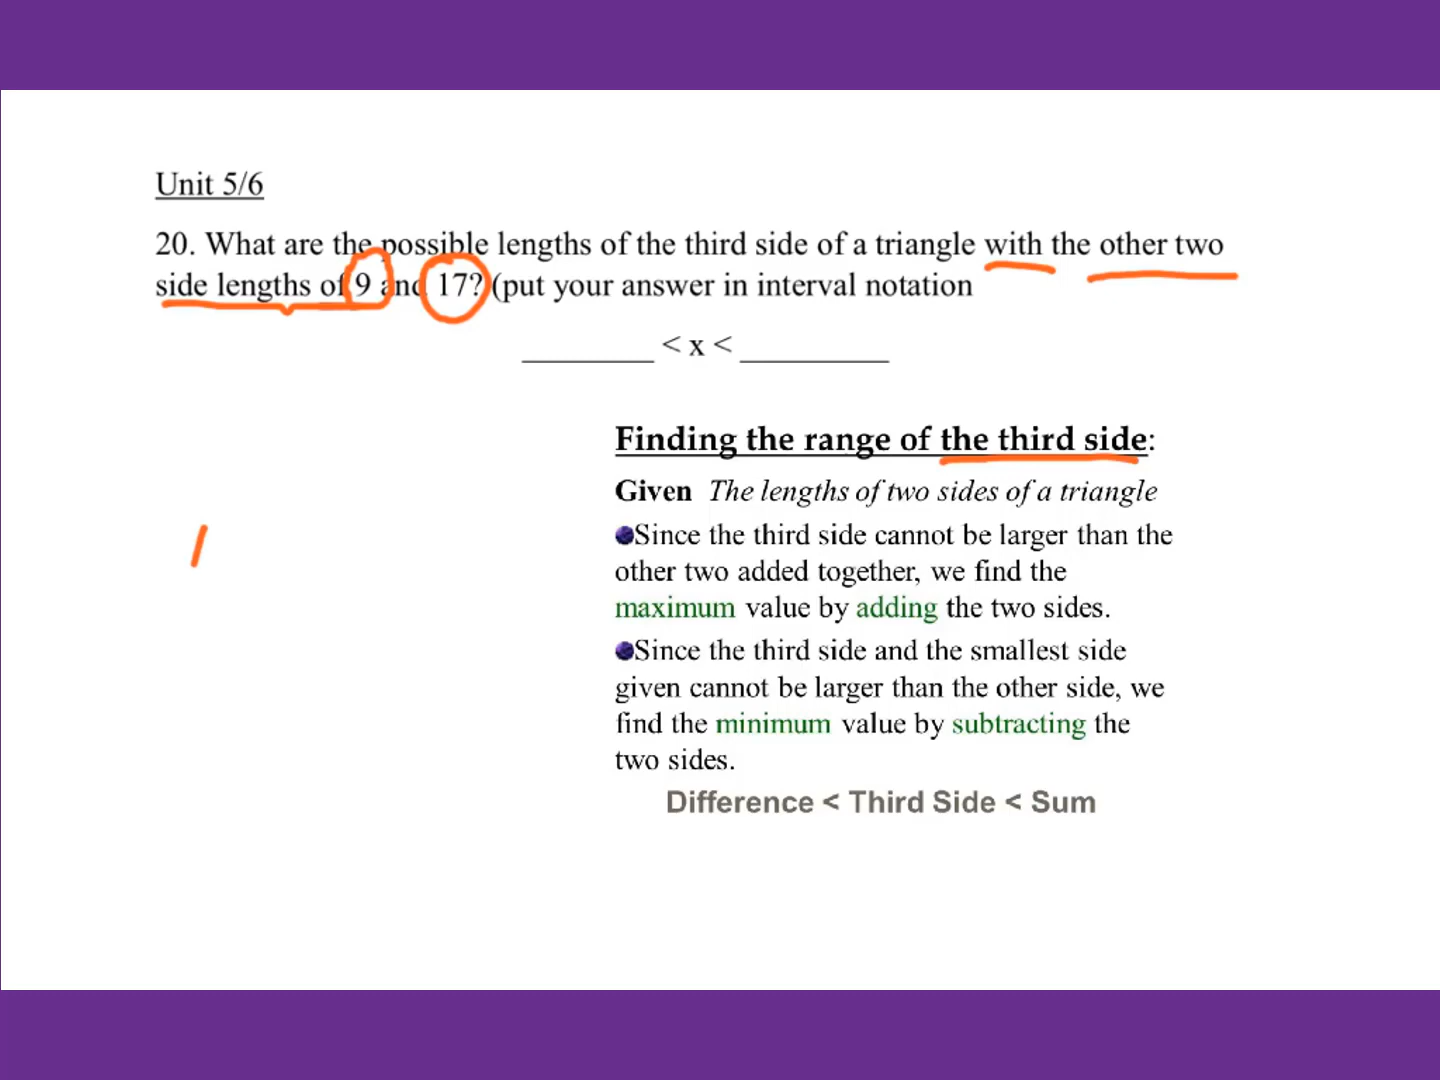 Unit 5/6
20. What are the possible lengths of the third side of a triangle with the other two
side lengths of 9 and 17? (put your answer in interval notation
________ < x < _________
Finding the range of the third side:
Given The lengths of two sides of a triangle
Since the third side cannot be larger than the
other two added together, we find the
maximum value by adding the two sides.
Since the third side and the smallest side
given cannot be larger than the other side, we
find the minimum value by subtracting the
two sides.
Difference < Third Side < Sum